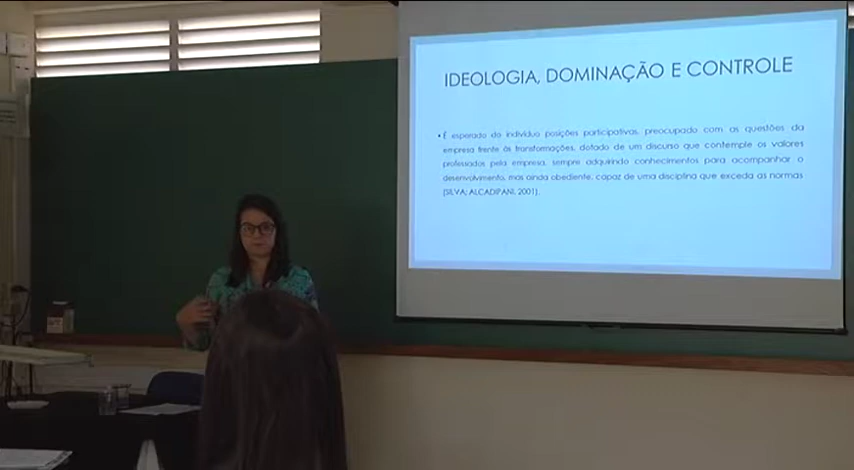 IDEOLOGIA, DOMINAÇÃO E CONTROLE
• É esperado do indivíduo posições participativas, preocupado com as questões da
empresa frente às transformações, dotado de um discurso que contemple os valores
professados pela empresa, sempre adquirindo conhecimentos para acompanhar o
desenvolvimento, mas ainda obediente, capaz de uma disciplina que exceda as normas
(SILVA; ALCADIPANI, 2001).